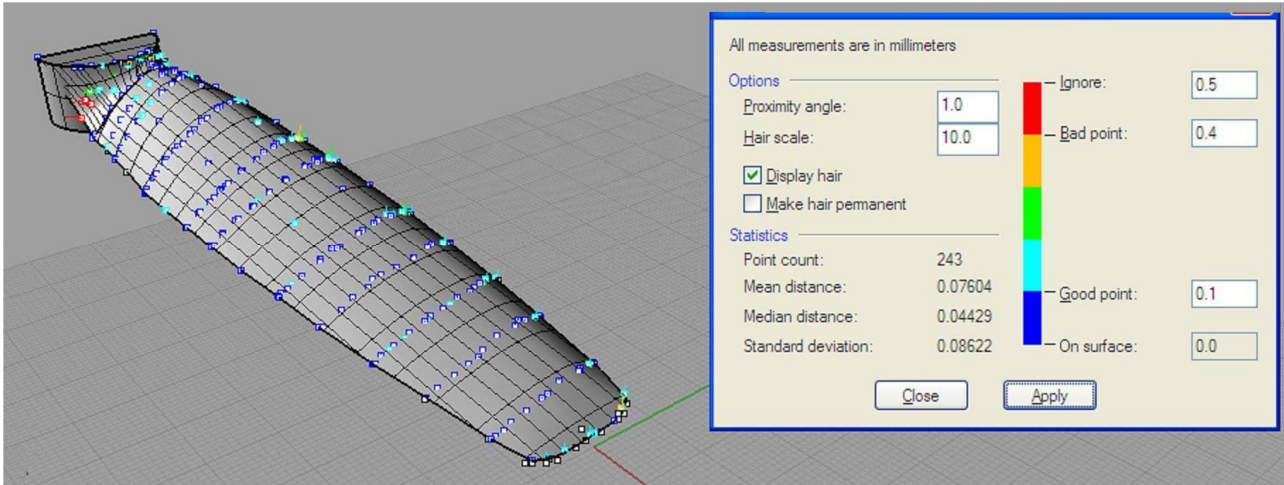 All measurements are in millimeters
Options
Proximity angle: 1.0
Hair scale: 10.0
Display hair
Make hair permanent
Statistics
Point count: 243
Mean distance: 0.07604
Median distance: 0.04429
Standard deviation: 0.08622
Ignore: 0.5
Bad point: 0.4
Good point: 0.1
On surface: 0.0
Close
Apply